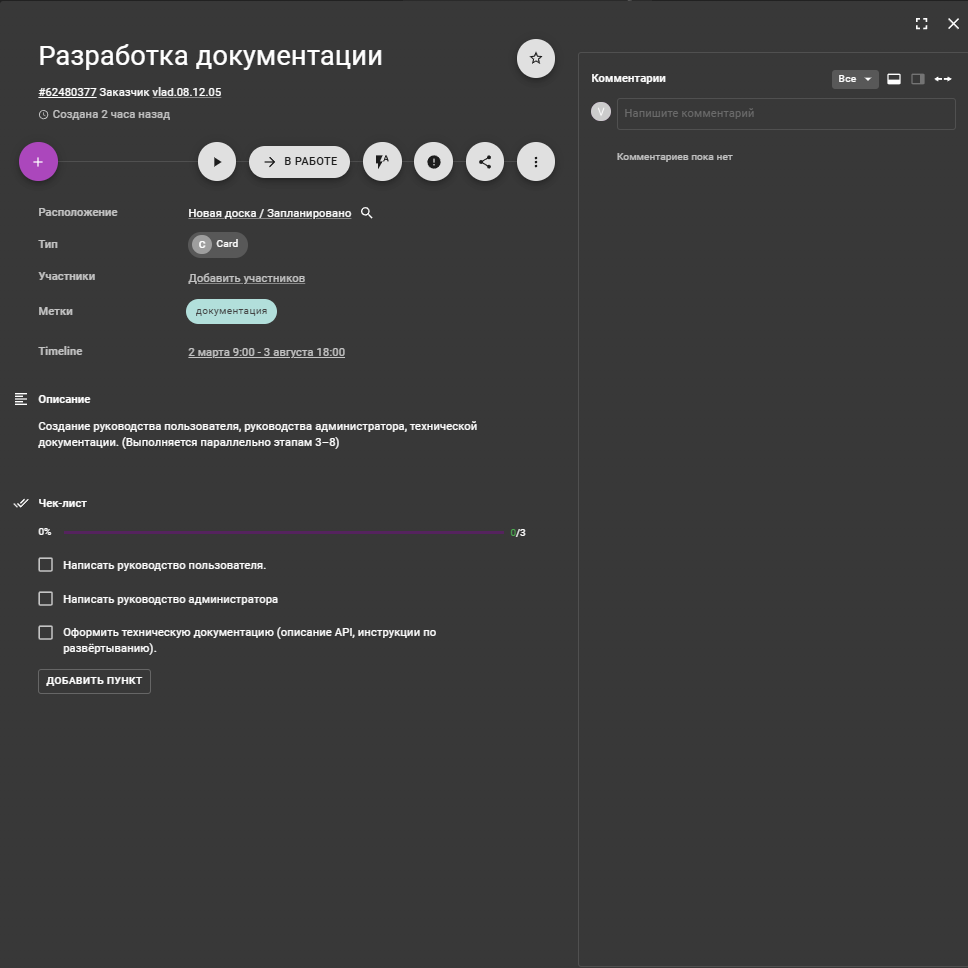 Разработка документации
#62480377 Заказчик vlad.08.12.05
Создана 2 часа назад
В РАБОТЕ
A
Расположение Новая доска / Запланировано
Тип C Card
Участники Добавить участников
Метки документация
Timeline 2 марта 9:00 - 3 августа 18:00
Описание
Создание руководства пользователя, руководства администратора, технической
документации. (Выполняется параллельно этапам 3–8)
Чек-лист
0% 0/3
Написать руководство пользователя.
Написать руководство администратора
Оформить техническую документацию (описание API, инструкции по
развёртыванию).
ДОБАВИТЬ ПУНКТ
Комментарии Все
V Напишите комментарий
Комментариев пока нет